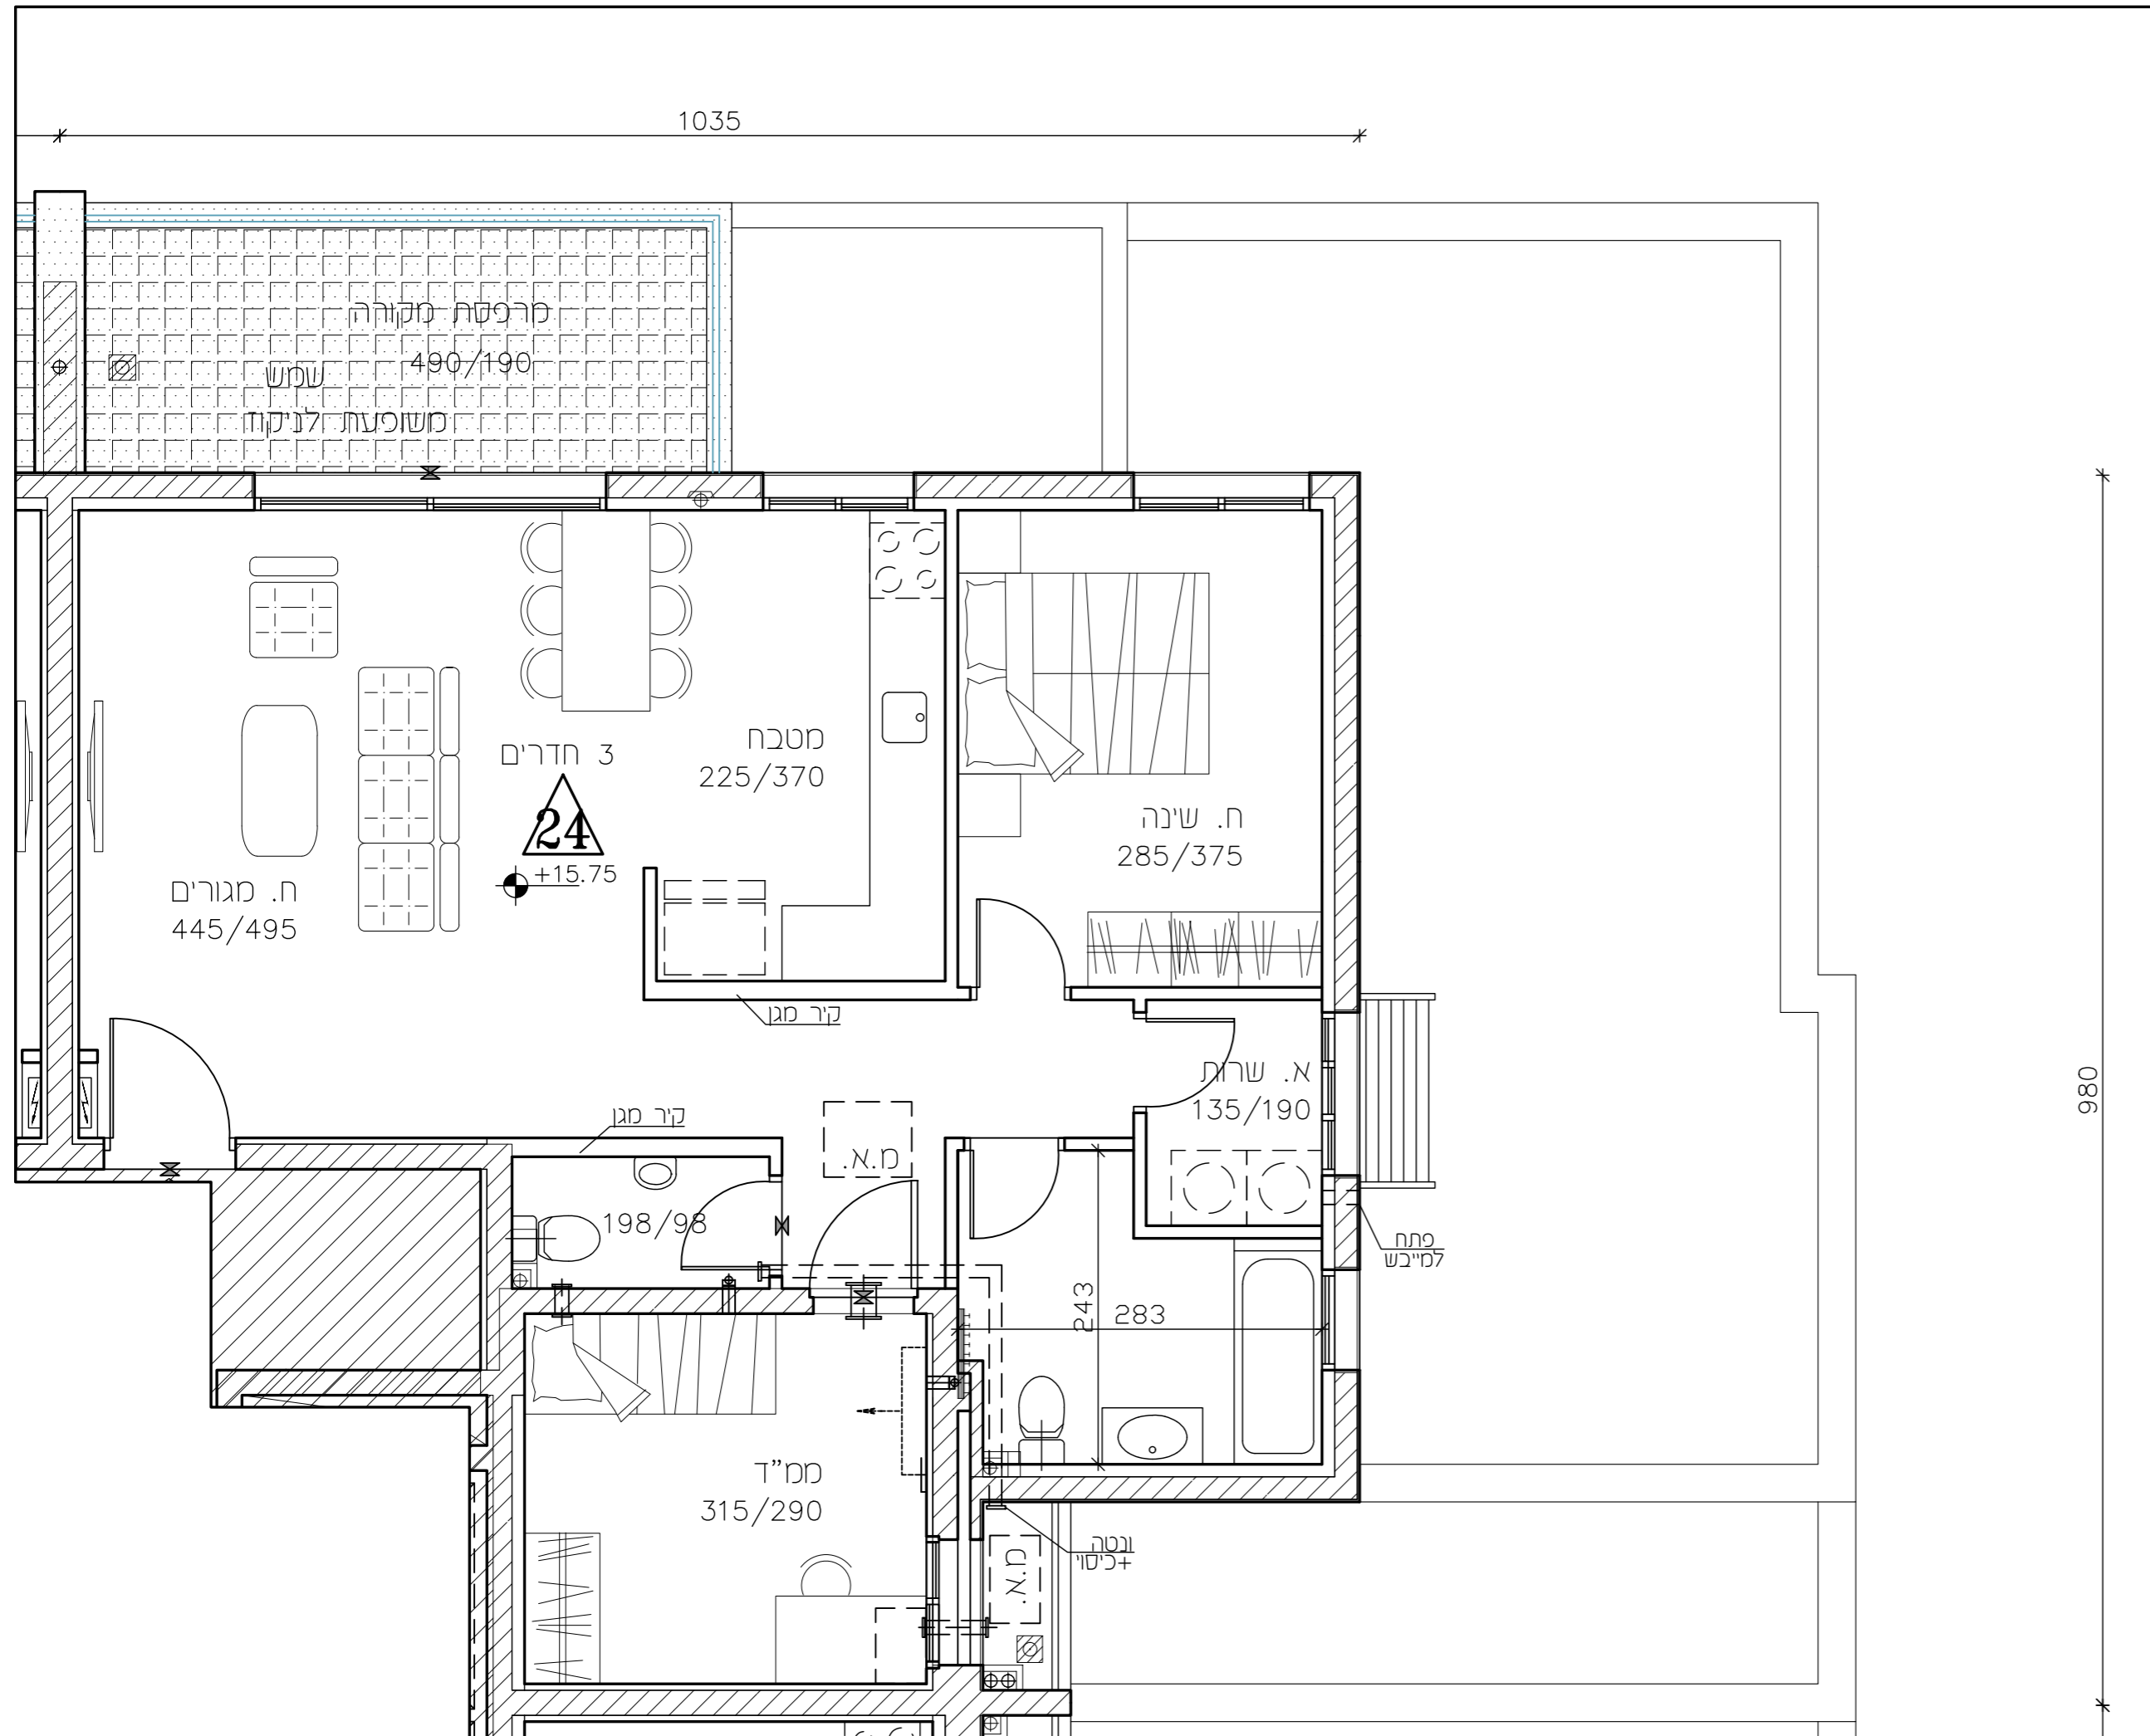 1035
מרפסת מקורה
490/190
שמש
משופעת לניקוז
3 חדרים
24
+15.75
מטבח
225/370
ח. שינה
285/375
ח. מגורים
445/495
קיר מגן
א. שרות
135/190
980
קיר מגן
מ.א.
198/98
פתח
למייבש
243
283
ממ"ד
315/290
ונטה
+כיסוי
מ.א.